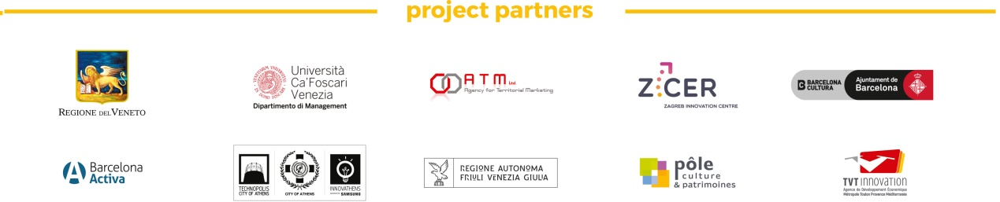 project partners
REGIONE DEL VENETO
Università
Ca'Foscari
Venezia
Dipartimento di Management
ATM Ltd.
Agency for Territorial Marketing
ZICER
ZAGREB INNOVATION CENTRE
B BARCELONA
CULTURA
Ajuntament de
Barcelona
Barcelona
Activa
TECHNOPOLIS
CITY OF ATHENS
CITY OF ATHENS
INNOVATHENS
SAMSUNG
REGIONE AUTONOMA
FRIULI VENEZIA GIULIA
pôle
culture
& patrimoines
TVT innovation
Agence de Développement Économique
Métropole Toulon Provence Méditerranée